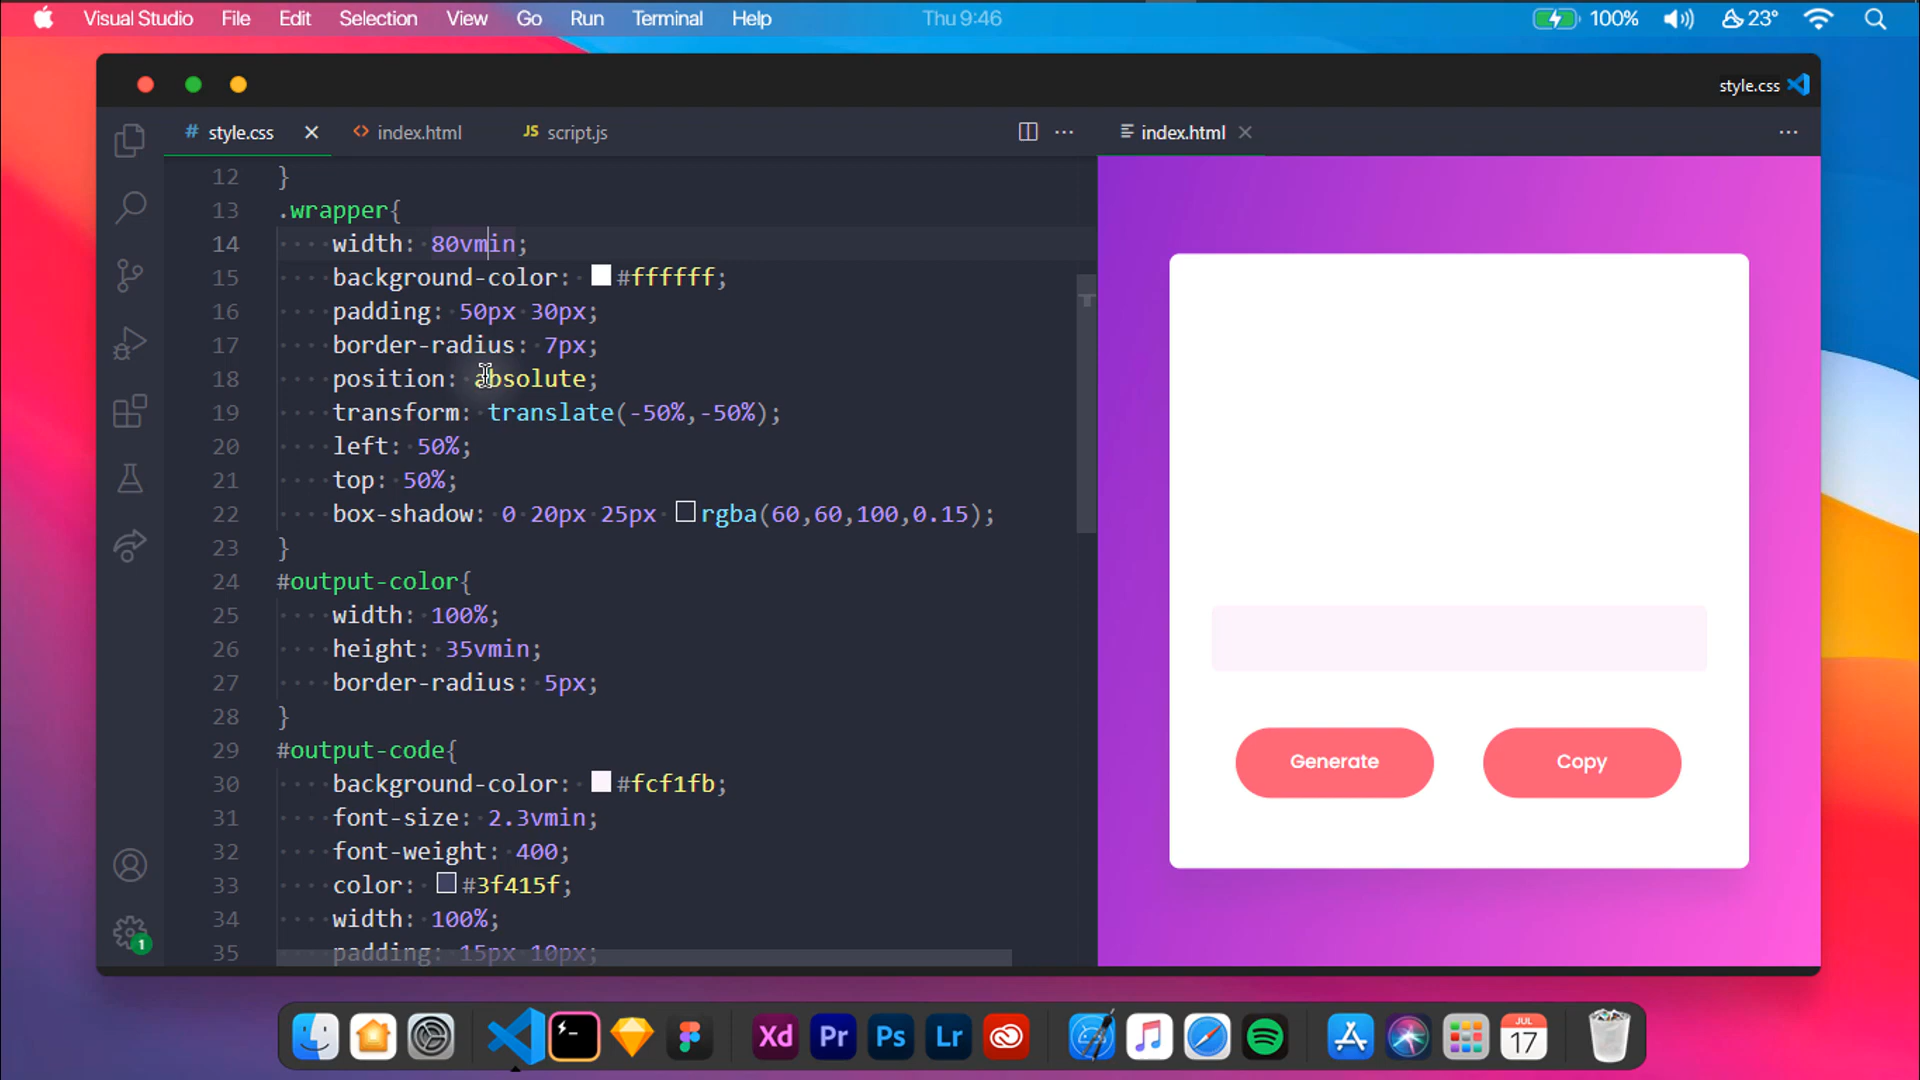 Visual Studio File Edit Selection View Go Run Terminal Help Thu 9:46 100% 23°
style.css
# style.css index.html JS script.js index.html
12 }
13 .wrapper{
14 width: 80vmin;
15 background-color: #ffffff;
16 padding: 50px 30px;
17 border-radius: 7px;
18 position: absolute;
19 transform: translate(-50%,-50%);
20 left: 50%;
21 top: 50%;
22 box-shadow: 0 20px 25px rgba(60,60,100,0.15);
23 }
24 #output-color{
25 width: 100%;
26 height: 35vmin;
27 border-radius: 5px;
28 }
29 #output-code{
30 background-color: #fcf1fb;
31 font-size: 2.3vmin;
32 font-weight: 400;
33 color: #3f415f;
34 width: 100%;
35 padding: 15px 10px;
Generate Copy
1
Xd Pr Ps Lr
JUL
17